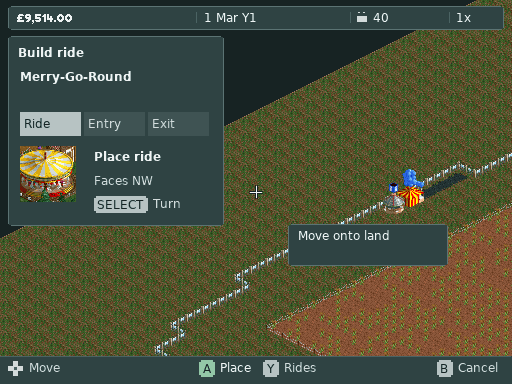 £9,514.00
1 Mar Y1
40
1x
Build ride
Merry-Go-Round
Ride
Entry
Exit
Place ride
Faces NW
SELECT Turn
Move onto land
Move
A Place
Y Rides
B Cancel